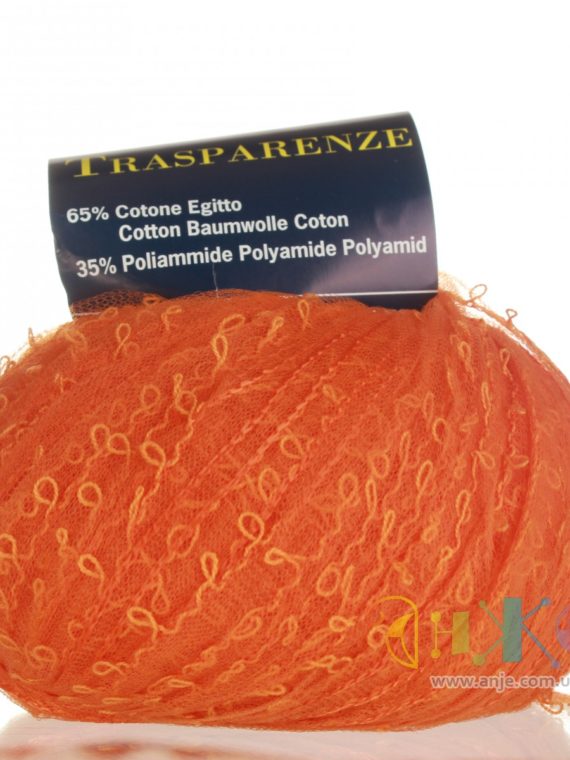 TRASPARENZE
65% Cotone Egitto
Cotton Baumwolle Coton
35% Poliammide Polyamide Polyamid
www.anje.com.u